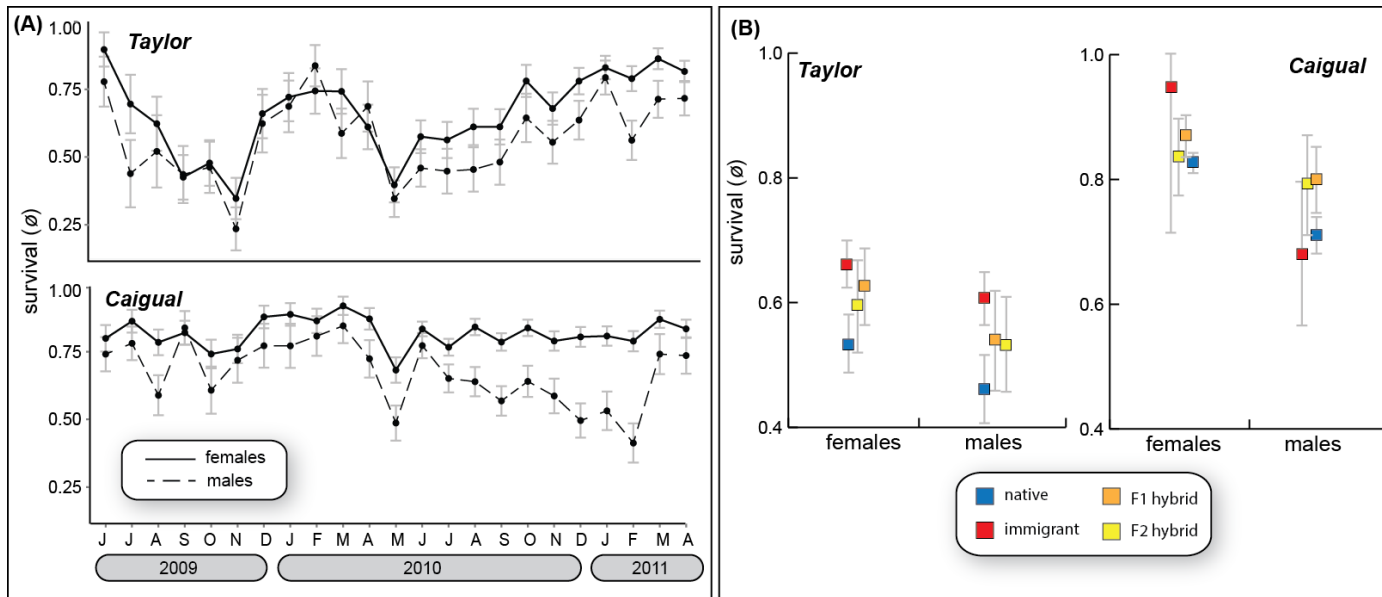 (A)
Taylor
1.00
0.75
0.50
0.25
survival (ø)
Caigual
1.00
0.75
0.50
0.25
females
males
J J A S O N D J F M A M J J A S O N D J F M A
2009 2010 2011
(B)
Taylor
1.0
0.8
0.6
0.4
survival (ø)
females males
Caigual
1.0
0.8
0.6
0.4
females males
native F1 hybrid
immigrant F2 hybrid